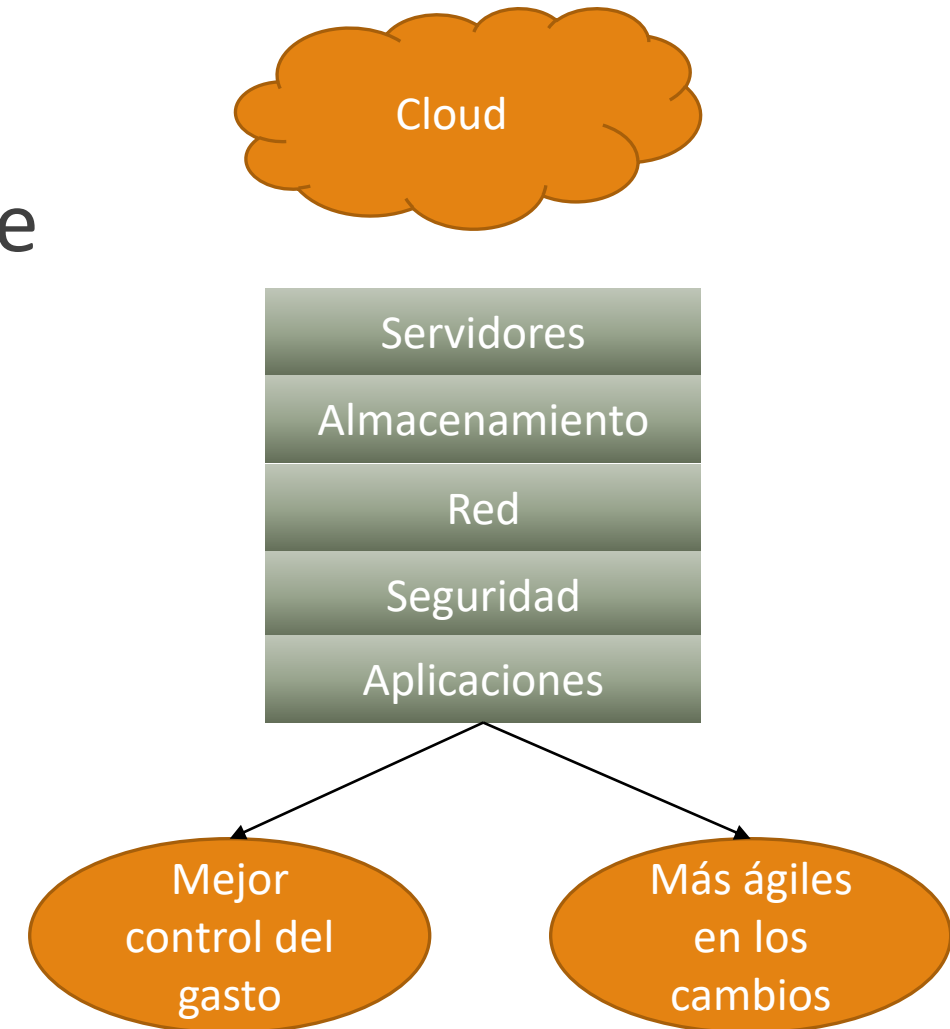 Cloud
e
Servidores
Almacenamiento
Red
Seguridad
Aplicaciones
Mejor
control del
gasto
Más ágiles
en los
cambios